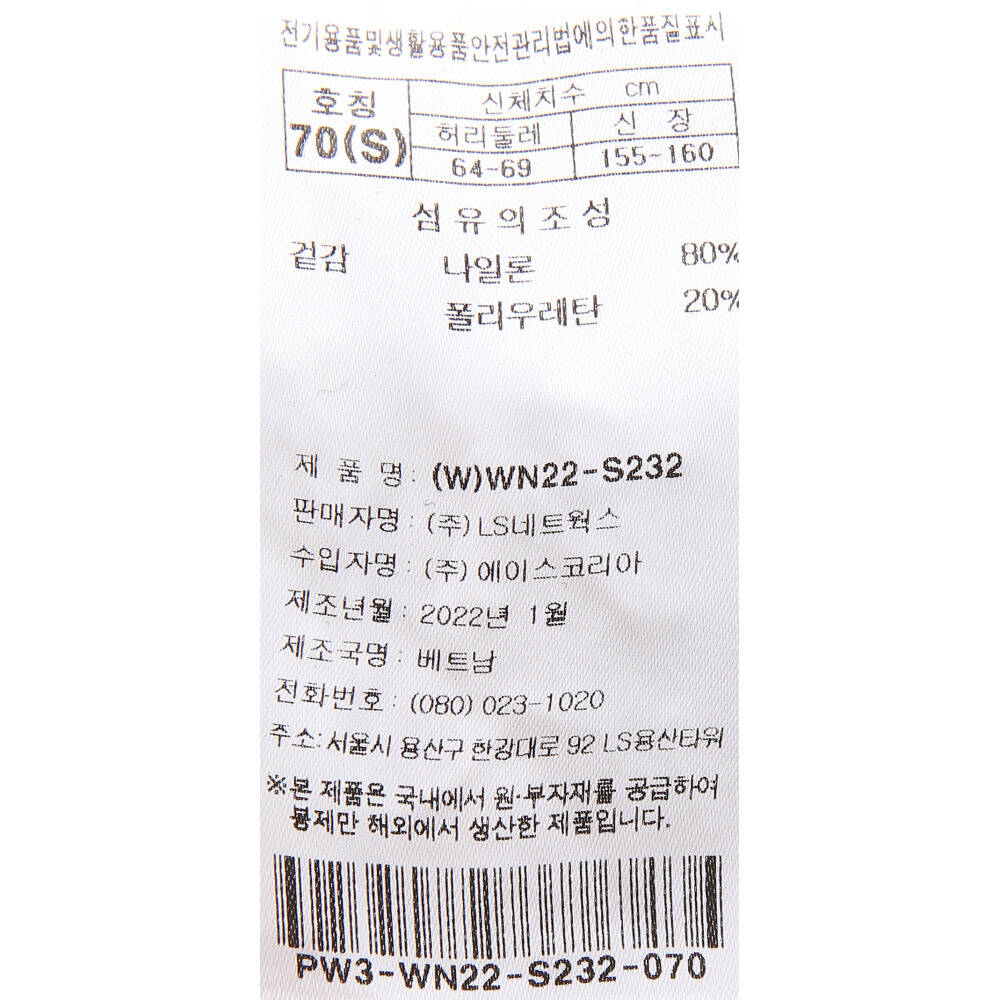 전기용품및생활용품안전관리법에의한품질표시
호칭 신체치수 cm
70(S) 허리둘레 신 장
64-69 155-160
섬유의조성
겉감 나일론 80%
폴리우레탄 20%
제 품 명 : (W)WN22-S232
판매자명 : (주)LS네트웍스
수입자명 : (주)에이스코리아
제조년월 : 2022년 1월
제조국명 : 베트남
전화번호 : (080) 023-1020
주소: 서울시 용산구 한강대로 92 LS용산타워
※본 제품은 국내에서 원·부자재를 공급하여
봉제만 해외에서 생산한 제품입니다.
PW3-WN22-S232-070